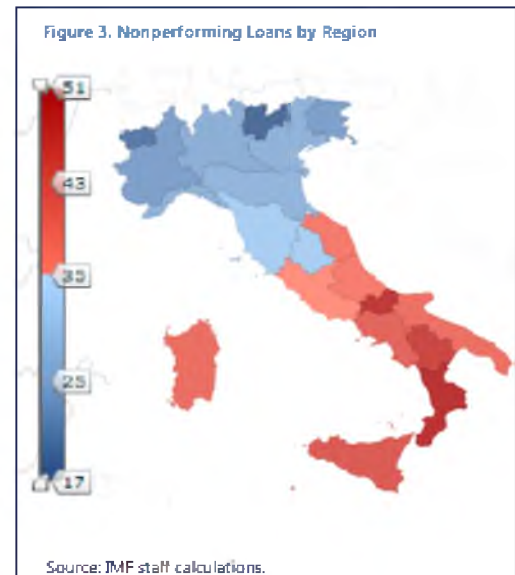 Figure 3. Nonperforming Loans by Region
51
43
35
25
17
Source: IMF staff calculations.